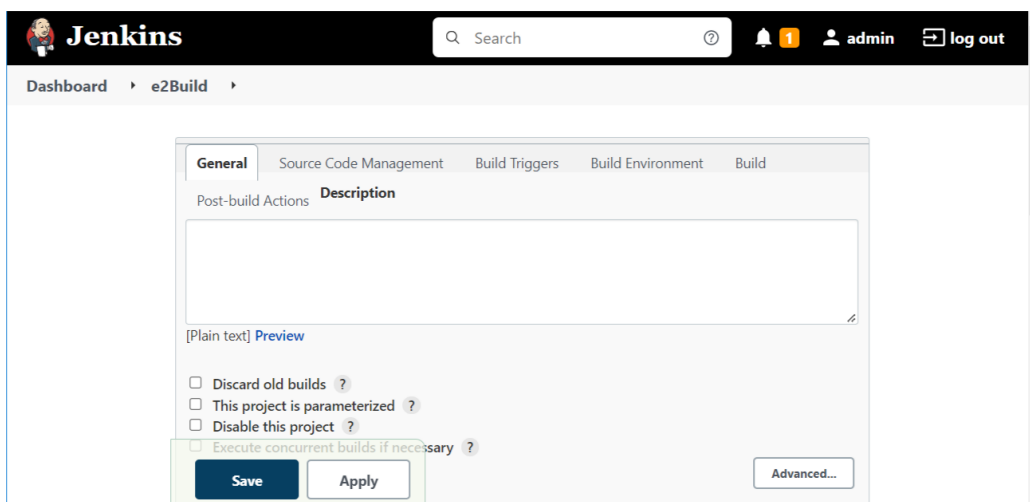 Jenkins Search ? 1 admin log out
Dashboard e2Build
General Source Code Management Build Triggers Build Environment Build
Post-build Actions Description
[Plain text] Preview
Discard old builds ?
This project is parameterized ?
Disable this project ?
Execute concurrent builds if necessary ?
Save Apply Advanced...